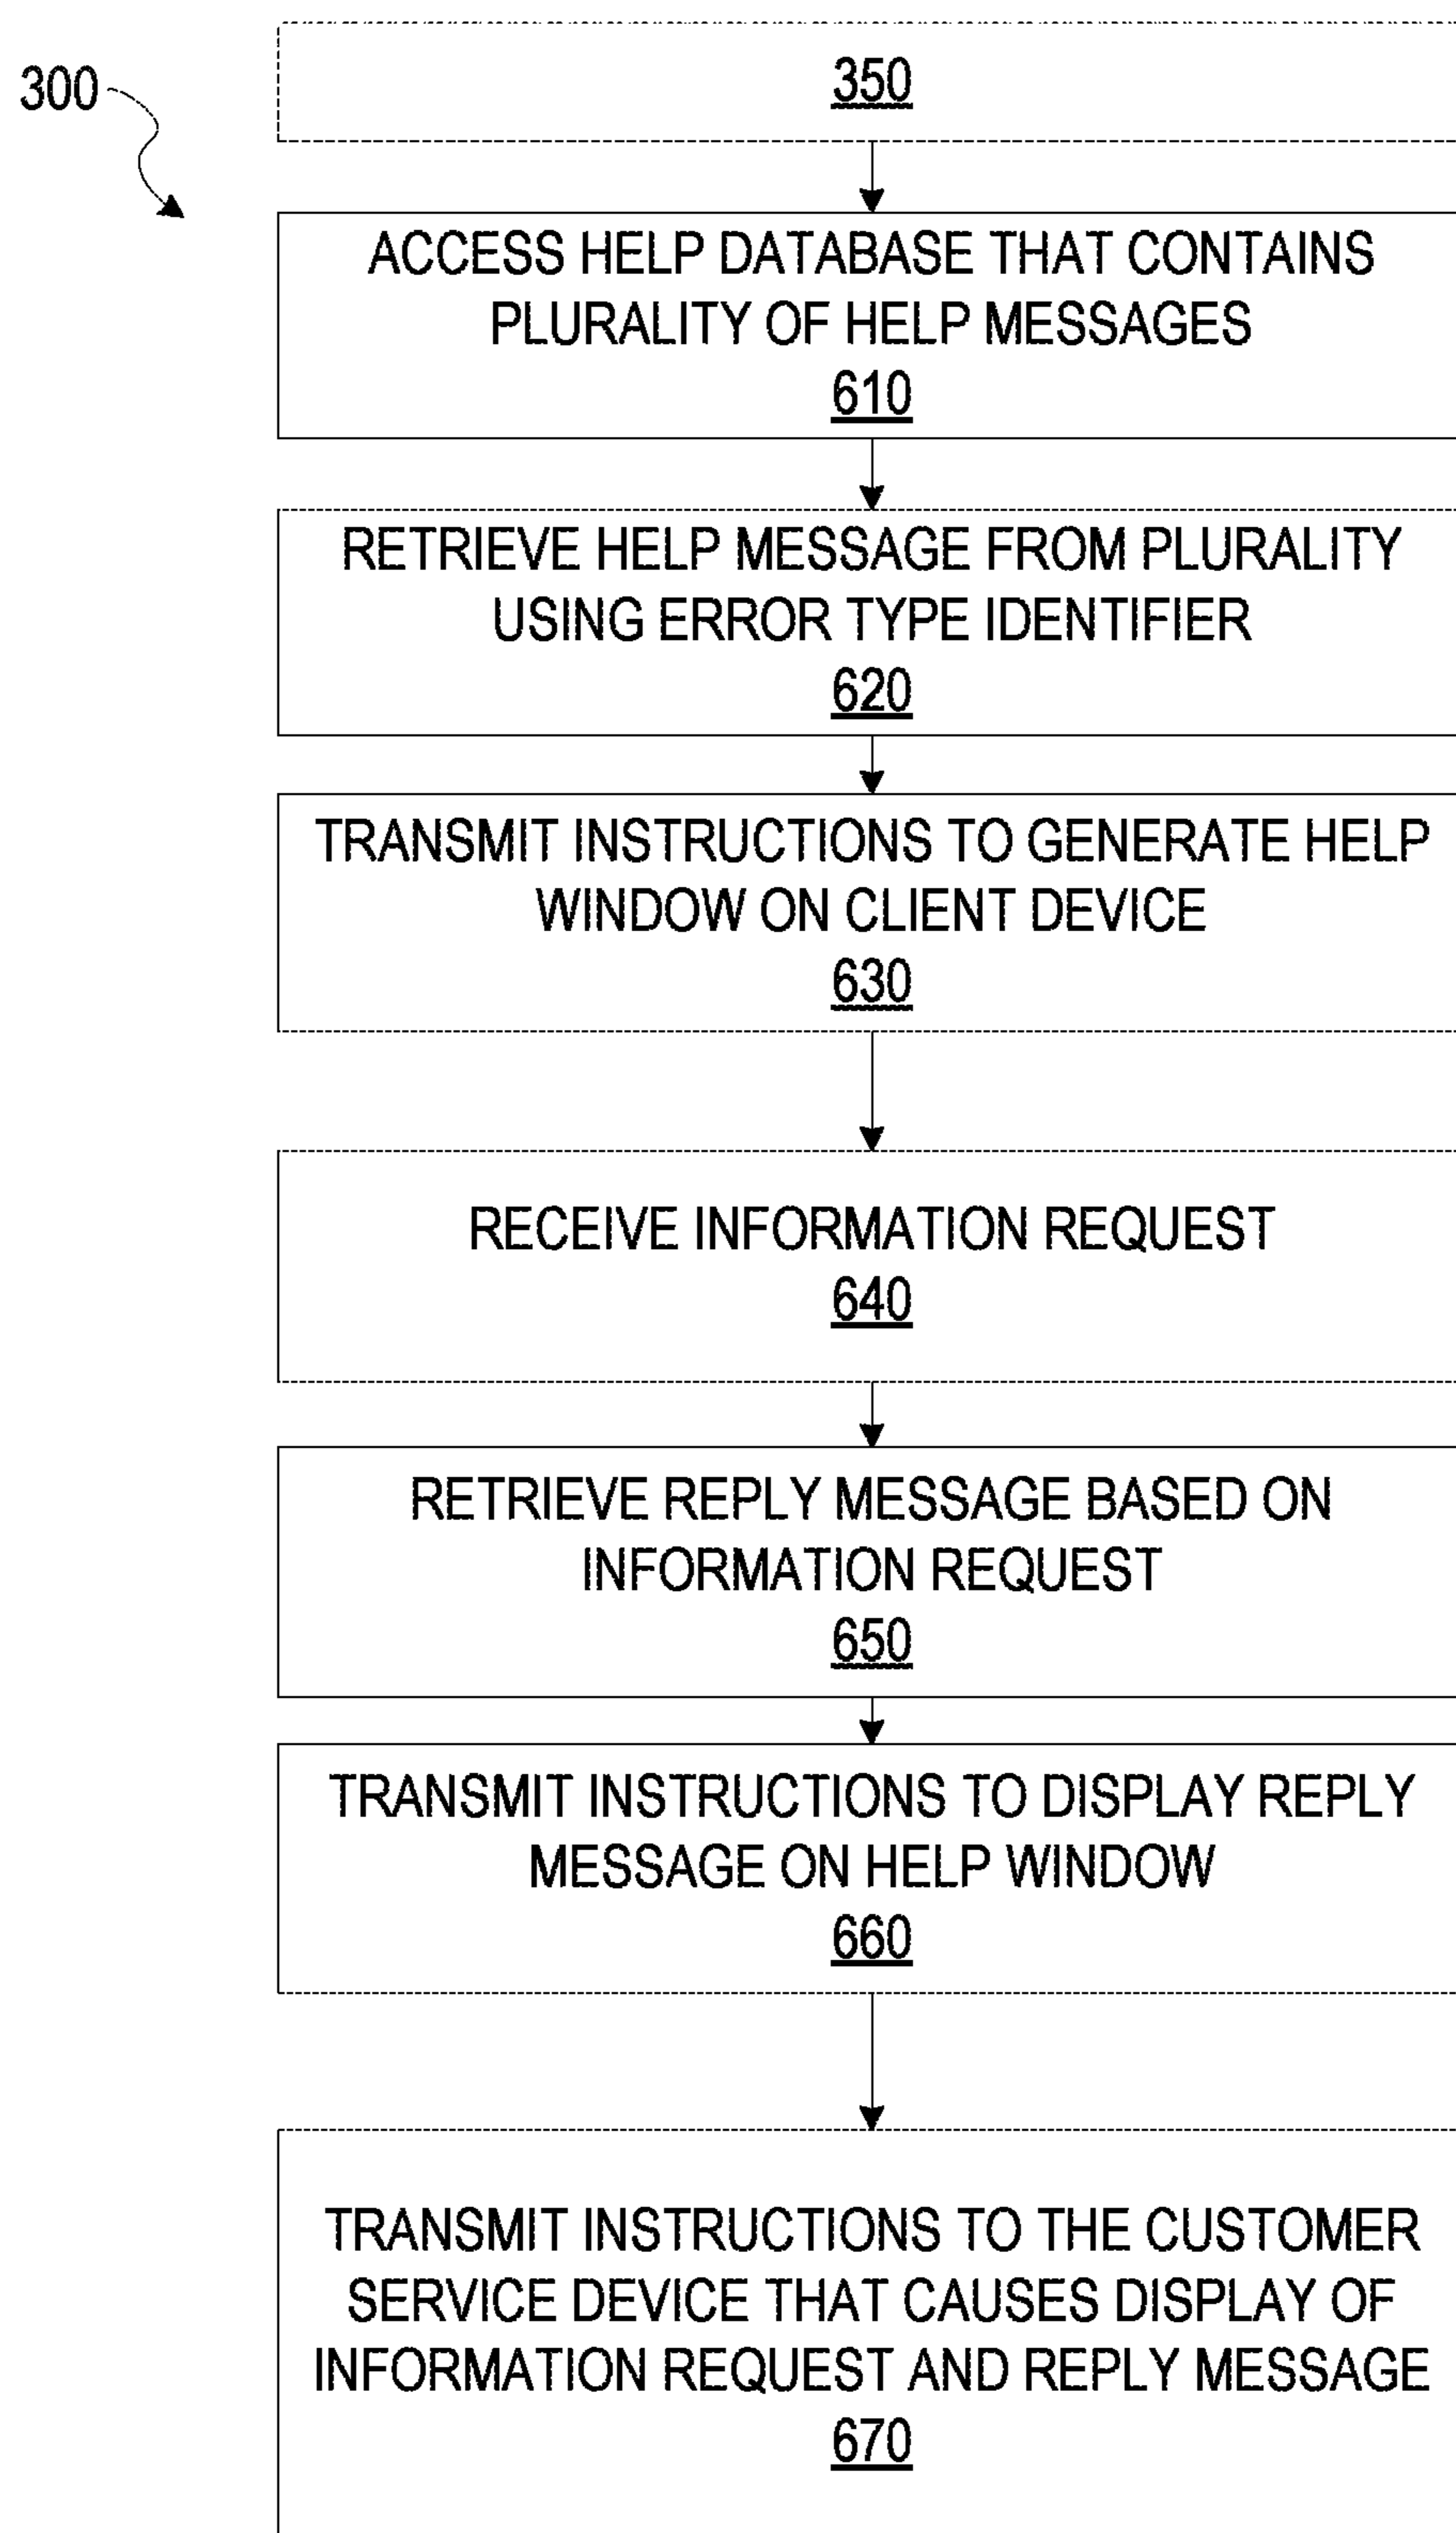 300
350
ACCESS HELP DATABASE THAT CONTAINS
PLURALITY OF HELP MESSAGES
610
RETRIEVE HELP MESSAGE FROM PLURALITY
USING ERROR TYPE IDENTIFIER
620
TRANSMIT INSTRUCTIONS TO GENERATE HELP
WINDOW ON CLIENT DEVICE
630
RECEIVE INFORMATION REQUEST
640
RETRIEVE REPLY MESSAGE BASED ON
INFORMATION REQUEST
650
TRANSMIT INSTRUCTIONS TO DISPLAY REPLY
MESSAGE ON HELP WINDOW
660
TRANSMIT INSTRUCTIONS TO THE CUSTOMER
SERVICE DEVICE THAT CAUSES DISPLAY OF
INFORMATION REQUEST AND REPLY MESSAGE
670